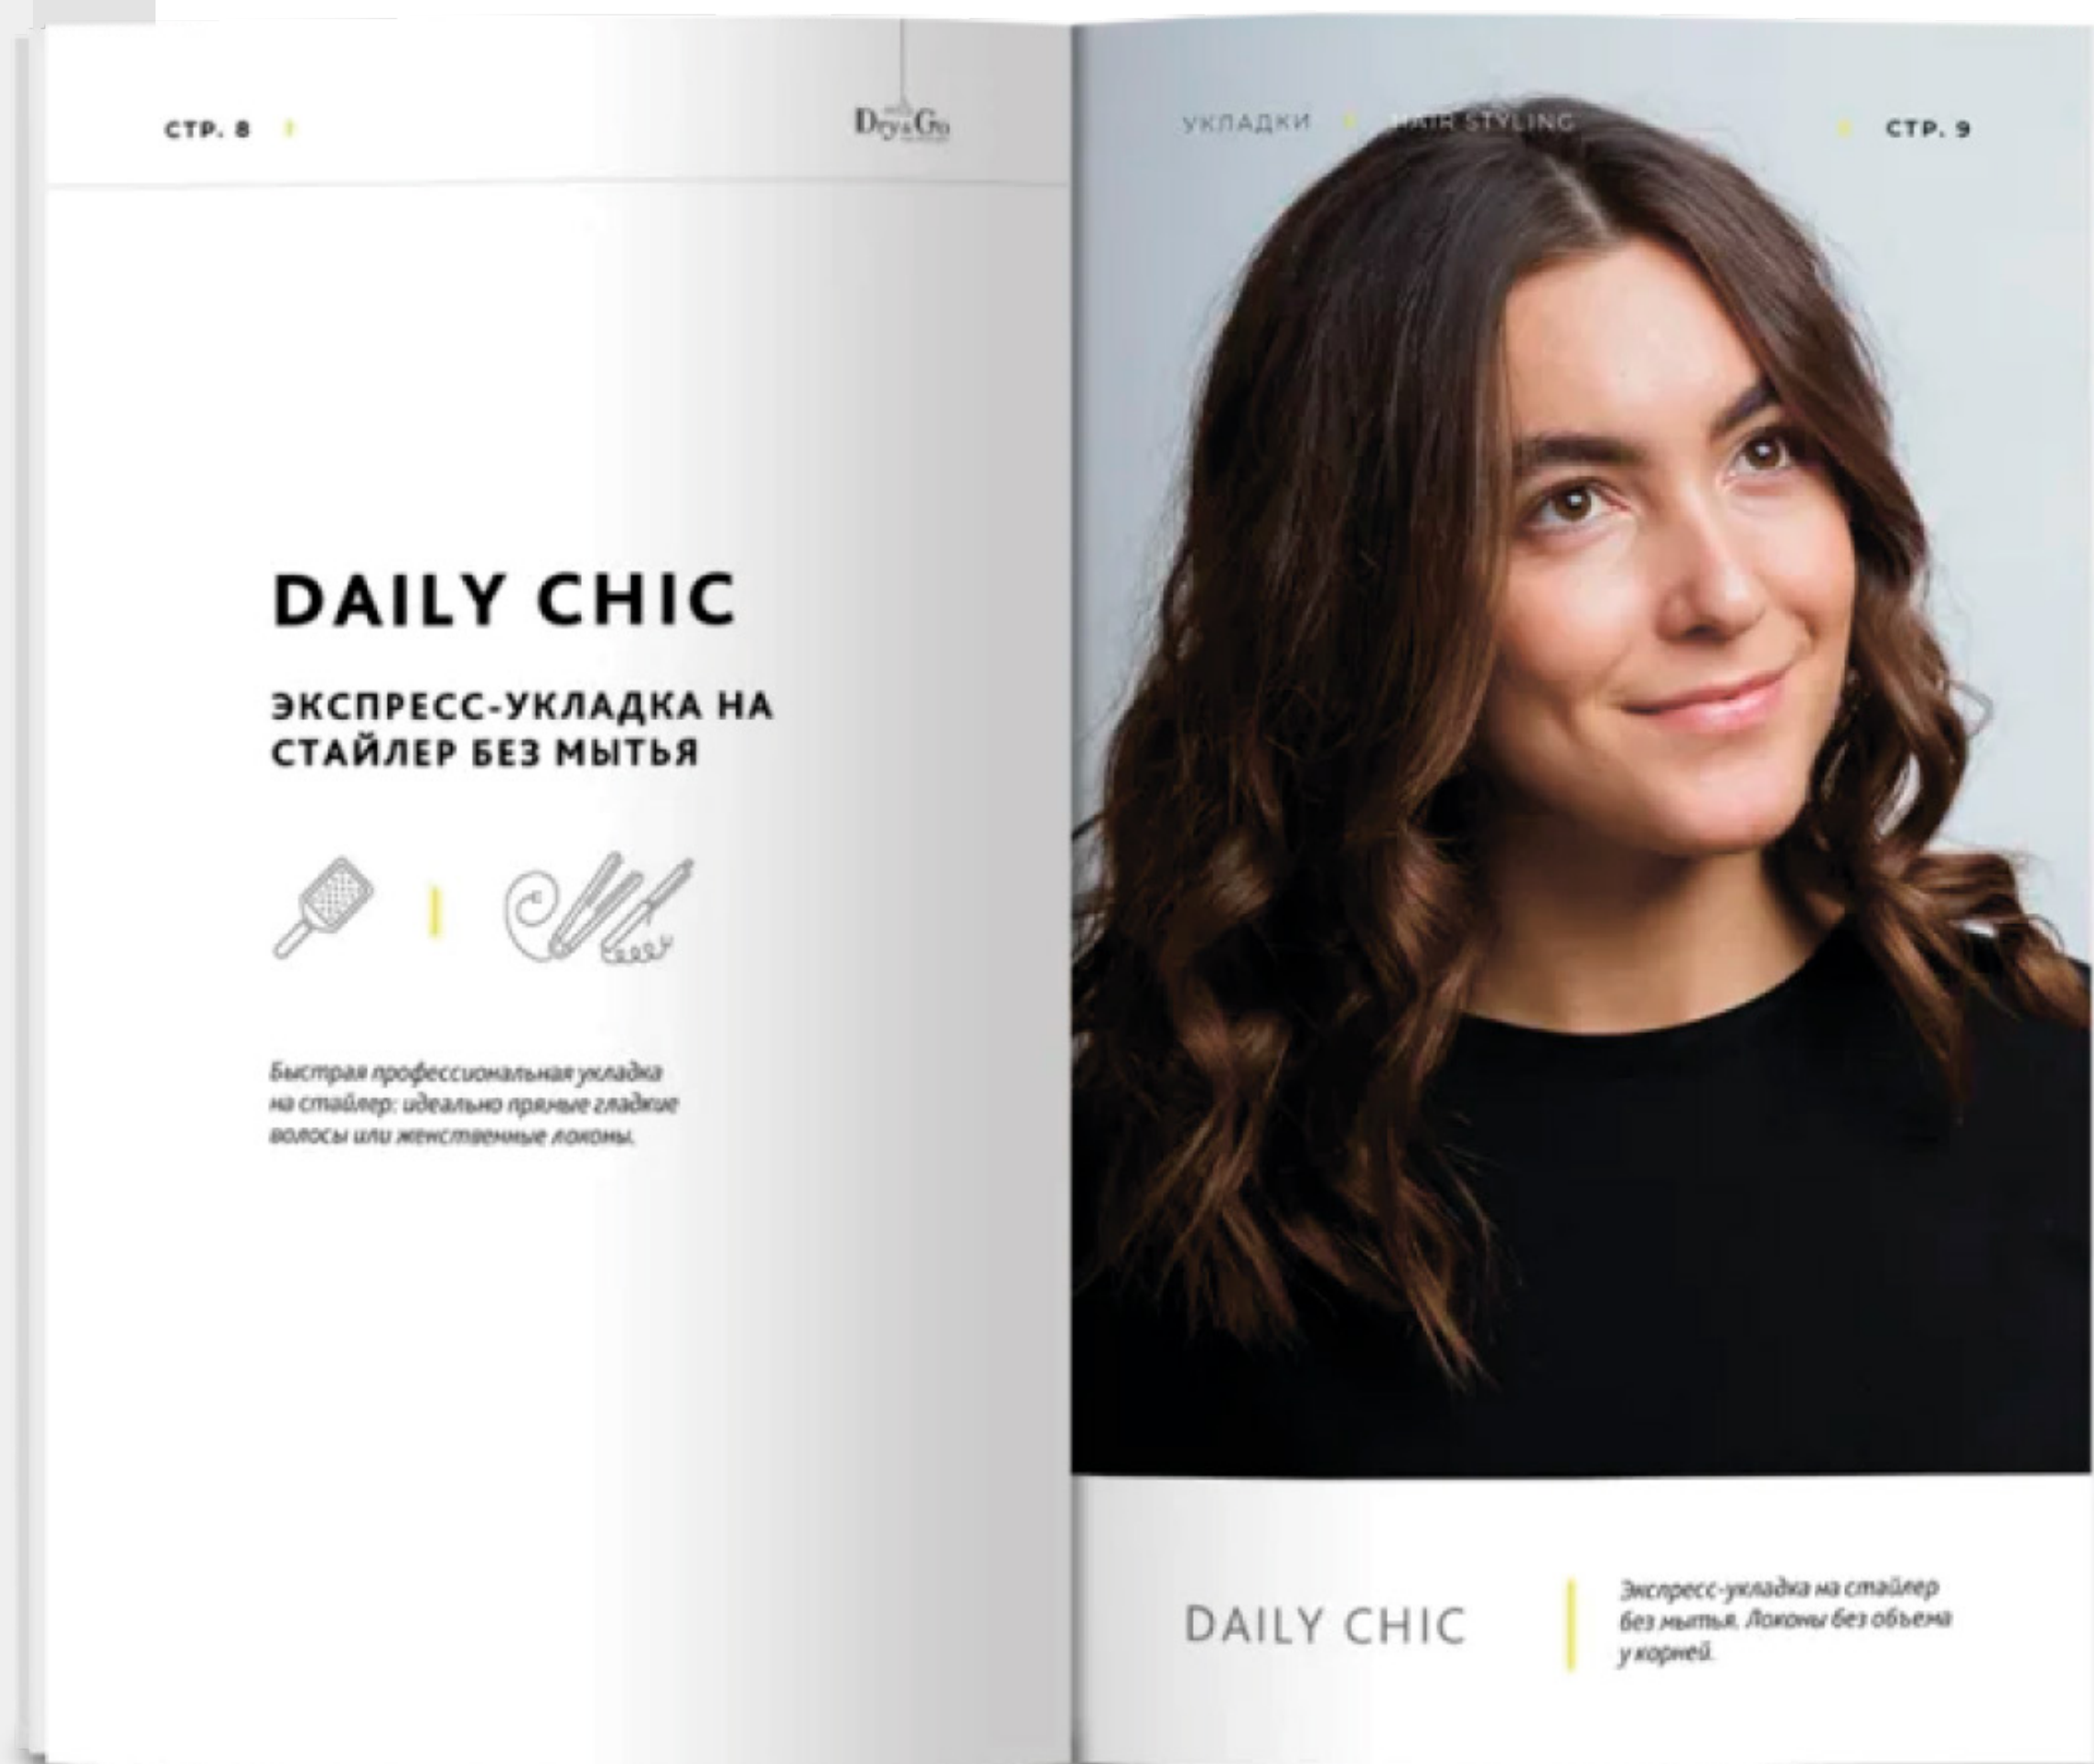 СТР. 8
Dry&Go
DAILY CHIC
ЭКСПРЕСС-УКЛАДКА НА
СТАЙЛЕР БЕЗ МЫТЬЯ
Быстрая профессиональная укладка
на стайлер: идеально прямые гладкие
волосы или женственные локоны.
УКЛАДКИ HAIR STYLING
СТР. 9
DAILY CHIC
Экспресс-укладка на стайлер
без мытья. Локоны без объема
у корней.